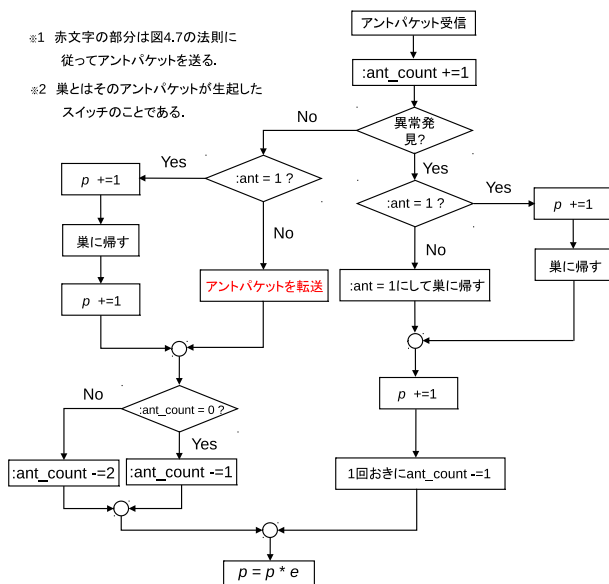 ※1 赤文字の部分は図4.7の法則に
従ってアントパケットを送る.
※2 巣とはそのアントパケットが生起した
スイッチのことである.
アントパケット受信
:ant_count +=1
異常発
見?
No
Yes
:ant = 1 ?
Yes
No
:ant = 1 ?
Yes
No
p +=1
巣に帰す
p +=1
アントパケットを転送
:ant = 1にして巣に帰す
p +=1
巣に帰す
:ant_count = 0 ?
No
Yes
:ant_count -=2
:ant_count -=1
p +=1
1回おきにant_count -=1
p = p * e